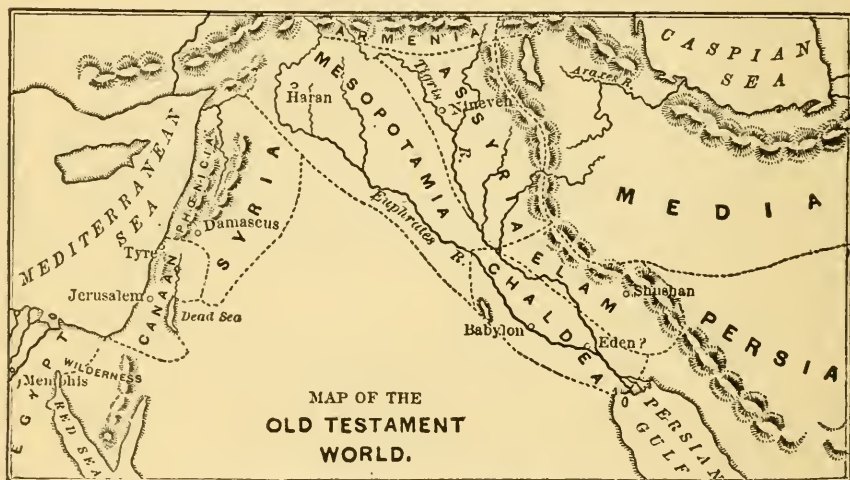 ARMENIA
CASPIAN
SEA
MESOPOTAMIA
Tigris R.
ASSYRIA
Araxes R.
Haran
Nineveh
MEDITERRANEAN
SEA
PHŒNICIA
SYRIA
MEDIA
Damascus
Euphrates R.
Tyre
CANAAN
ELAM
CHALDEA
Shushan
PERSIA
Jerusalem
Dead Sea
Babylon
Eden?
EGYPT
WILDERNESS
Memphis
RED SEA
PERSIAN
GULF
MAP OF THE
OLD TESTAMENT
WORLD.